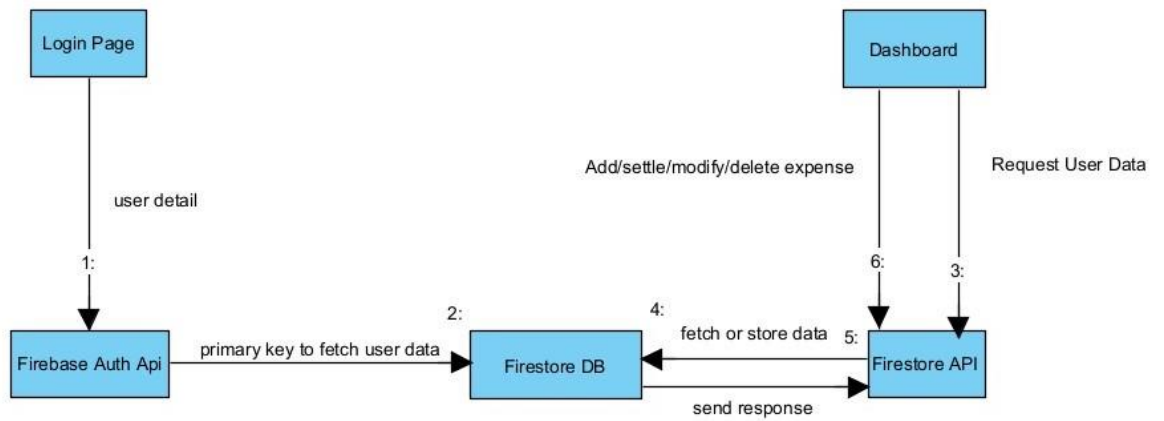 Login Page
Dashboard
Add/settle/modify/delete expense
Request User Data
user detail
1:
6:
3:
2:
4:
fetch or store data
5:
primary key to fetch user data
Firebase Auth Api
Firestore DB
Firestore API
send response